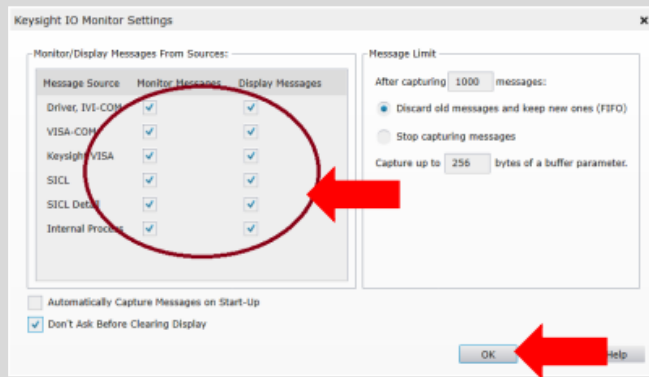 Keysight IO Monitor Settings
Monitor/Display Messages From Sources:
Message Source Monitor Messages Display Messages
Driver, IVI-COM
VISA-COM
Keysight VISA
SICL
SICL Detail
Internal Process
Automatically Capture Messages on Start-Up
Don't Ask Before Clearing Display
Message Limit
After capturing 1000 messages:
Discard old messages and keep new ones (FIFO)
Stop capturing messages
Capture up to 256 bytes of a buffer parameter.
OK Help